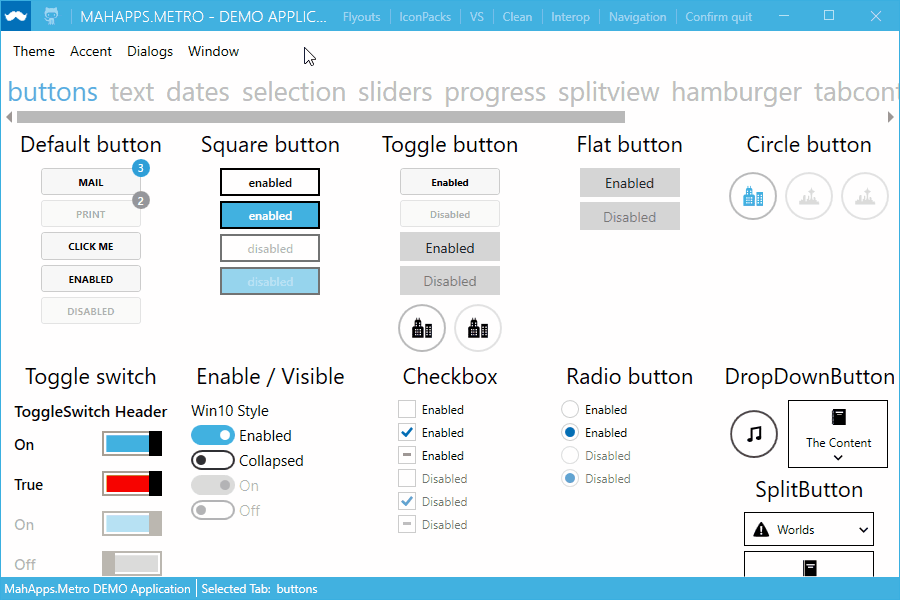 MAHAPPS.METRO - DEMO APPLIC... Flyouts IconPacks VS Clean Interop Navigation Confirm quit
Theme Accent Dialogs Window
buttons text dates selection sliders progress splitview hamburger tabcont
Default button
3
MAIL
2
PRINT
CLICK ME
ENABLED
DISABLED
Square button
enabled
enabled
disabled
disabled
Toggle button
Enabled
Disabled
Enabled
Disabled
Flat button
Enabled
Disabled
Circle button
Toggle switch
ToggleSwitch Header
On
True
On
Off
Enable / Visible
Win10 Style
Enabled
Collapsed
On
Off
Checkbox
Enabled
Enabled
Enabled
Disabled
Disabled
Disabled
Radio button
Enabled
Enabled
Disabled
Disabled
DropDownButton
The Content
SplitButton
Worlds
MahApps.Metro DEMO Application Selected Tab: buttons